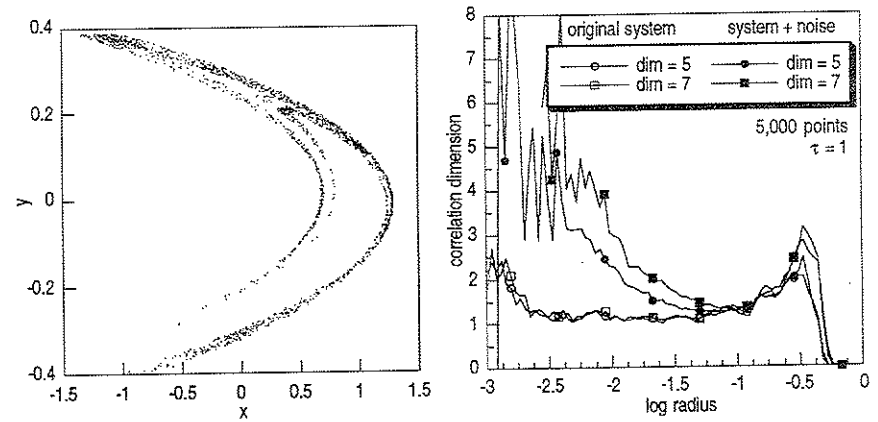 0.4
0.2
0
-0.2
-0.4
y
-1.5 -1 -0.5 0 0.5 1 1.5
x
8
7
6
5
4
3
2
1
0
correlation dimension
original system system + noise
dim = 5 dim = 5
dim = 7 dim = 7
5,000 points
τ = 1
-3 -2.5 -2 -1.5 -1 -0.5 0
log radius